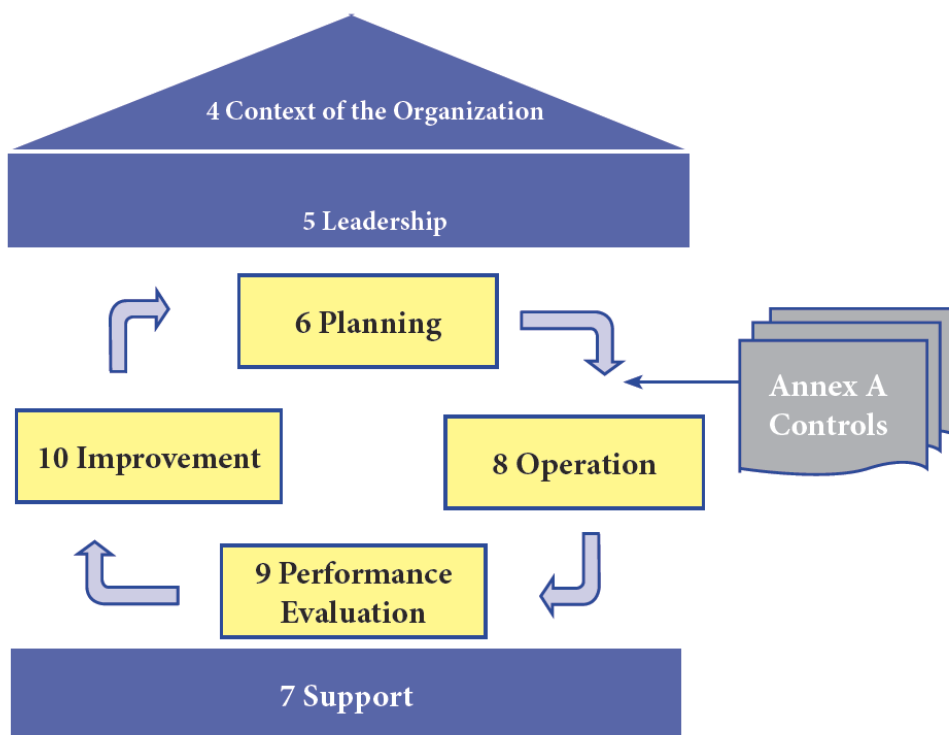 4 Context of the Organization
5 Leadership
6 Planning
Annex A
Controls
10 Improvement
8 Operation
9 Performance
Evaluation
7 Support